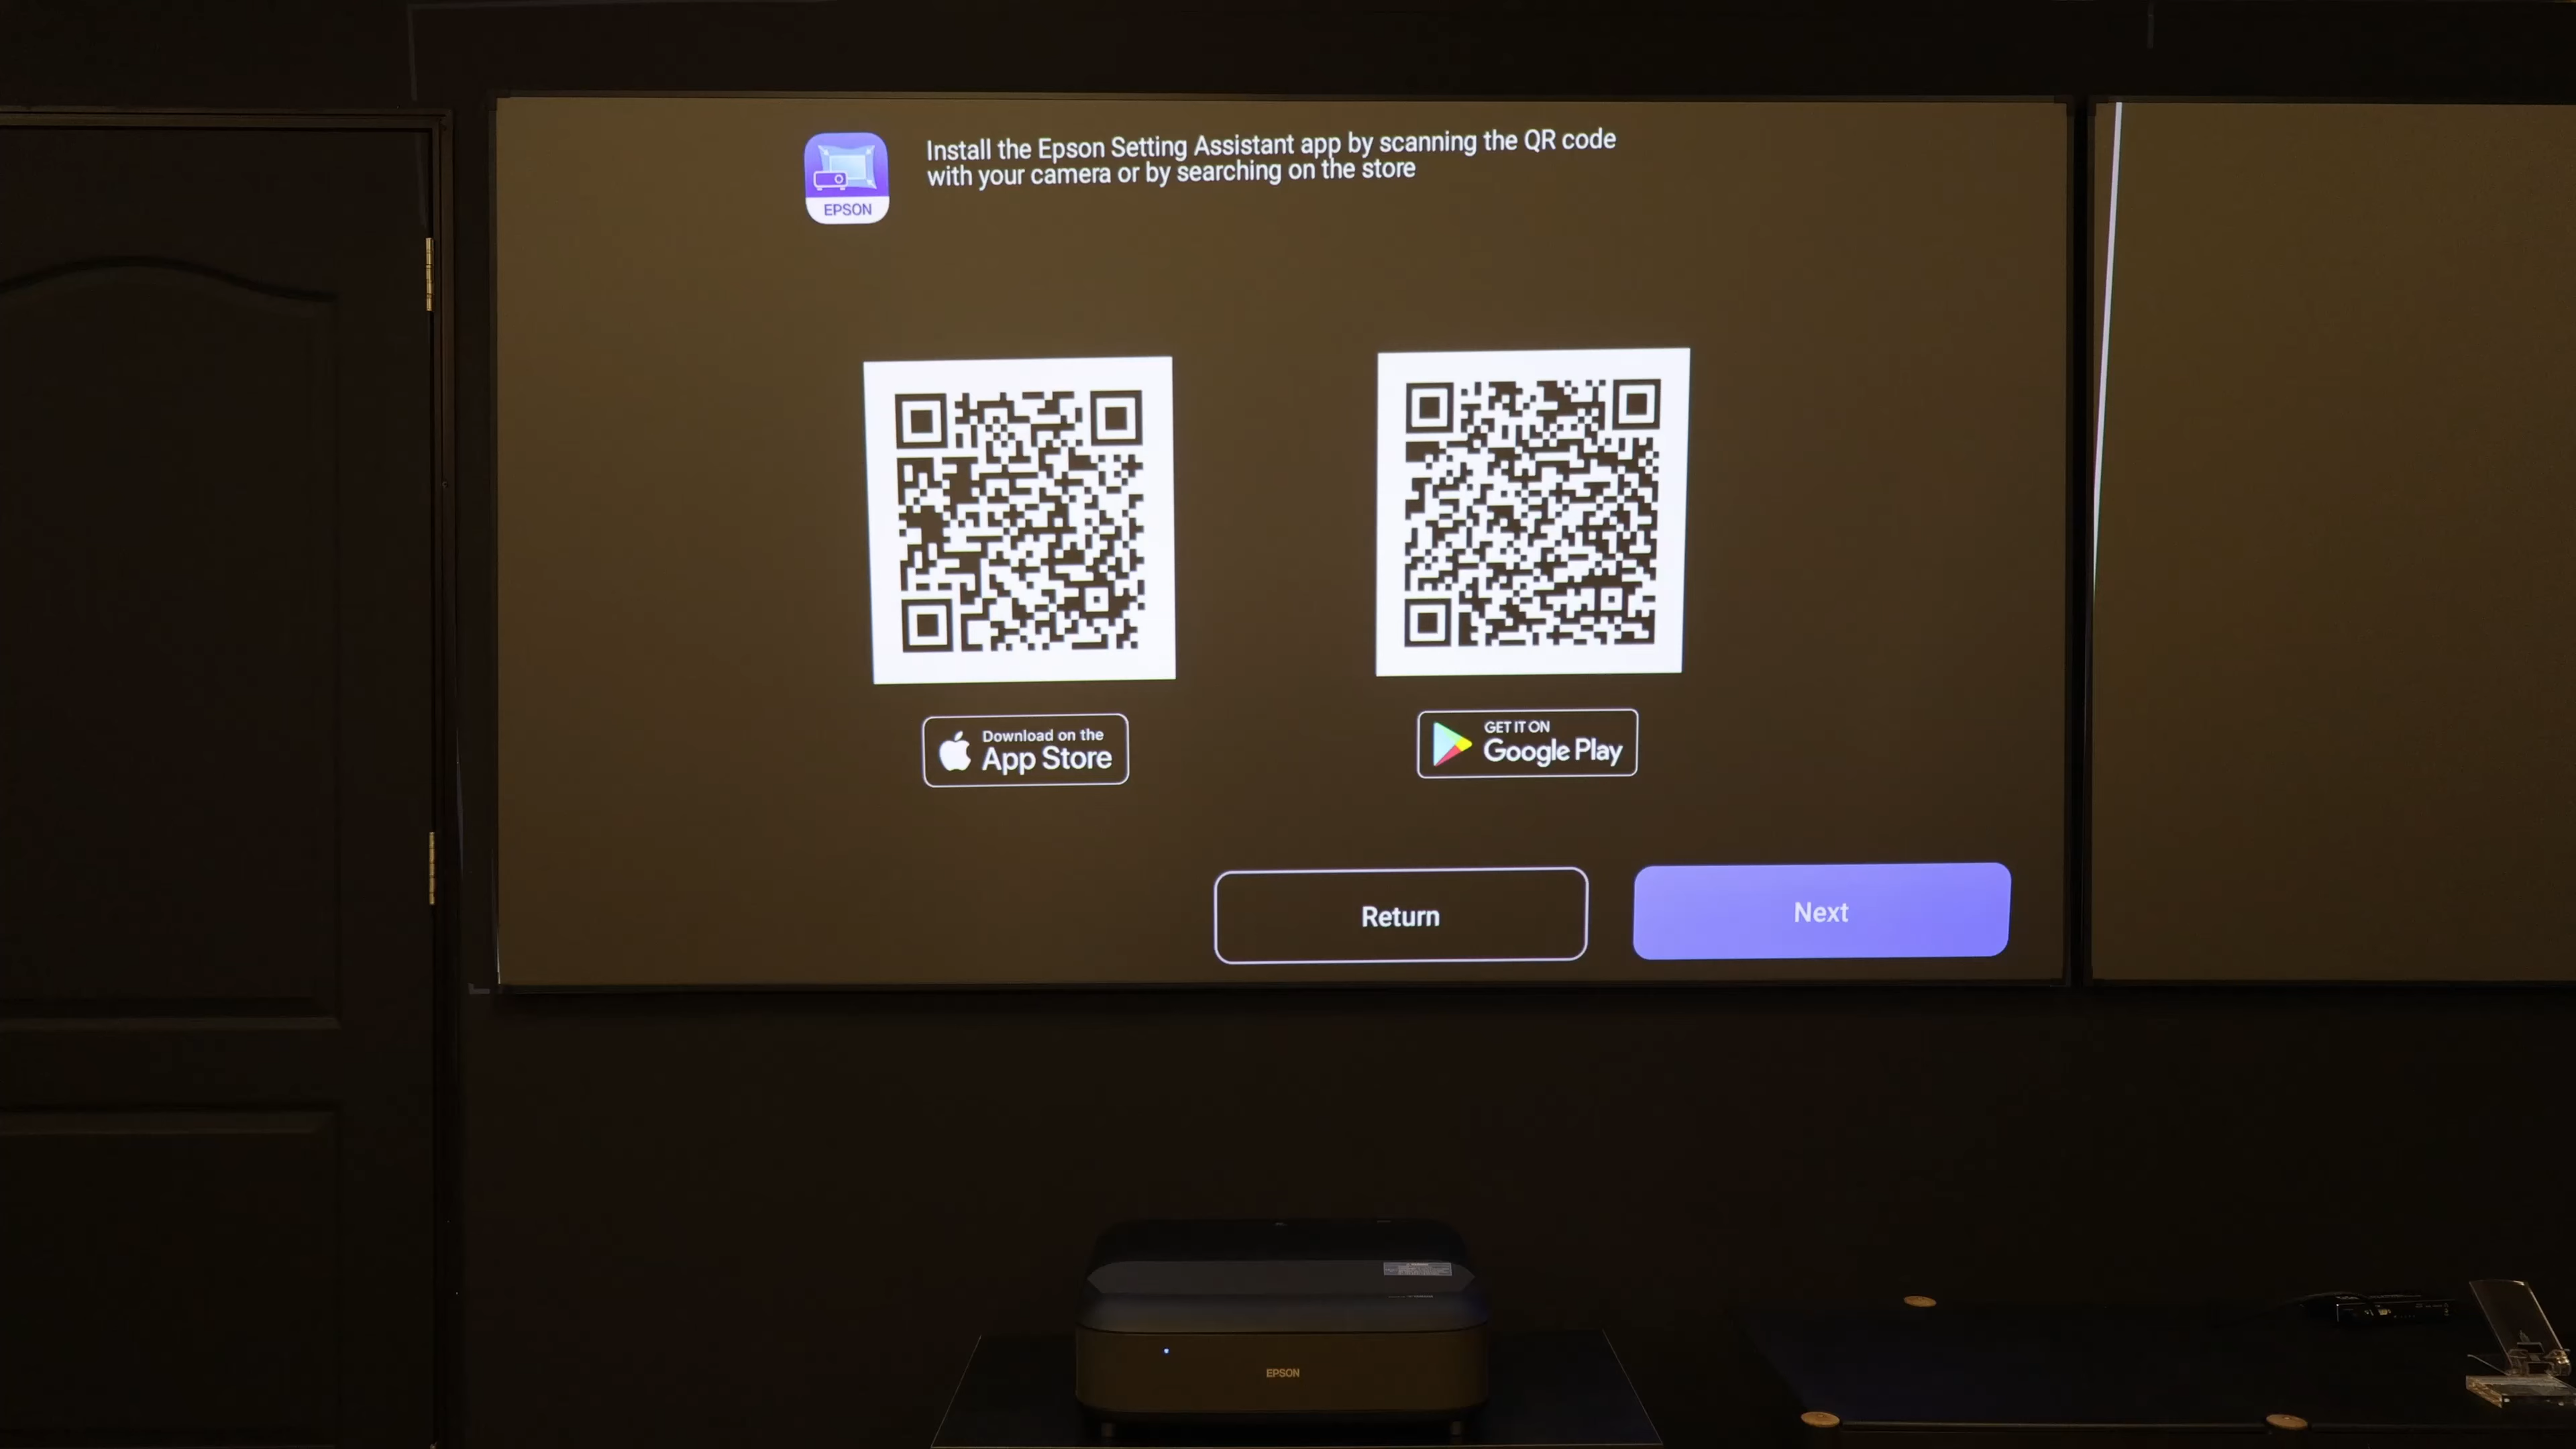 Install the Epson Setting Assistant app by scanning the QR code
with your camera or by searching on the store
EPSON
Download on the
App Store
GET IT ON
Google Play
Return
Next
EPSON